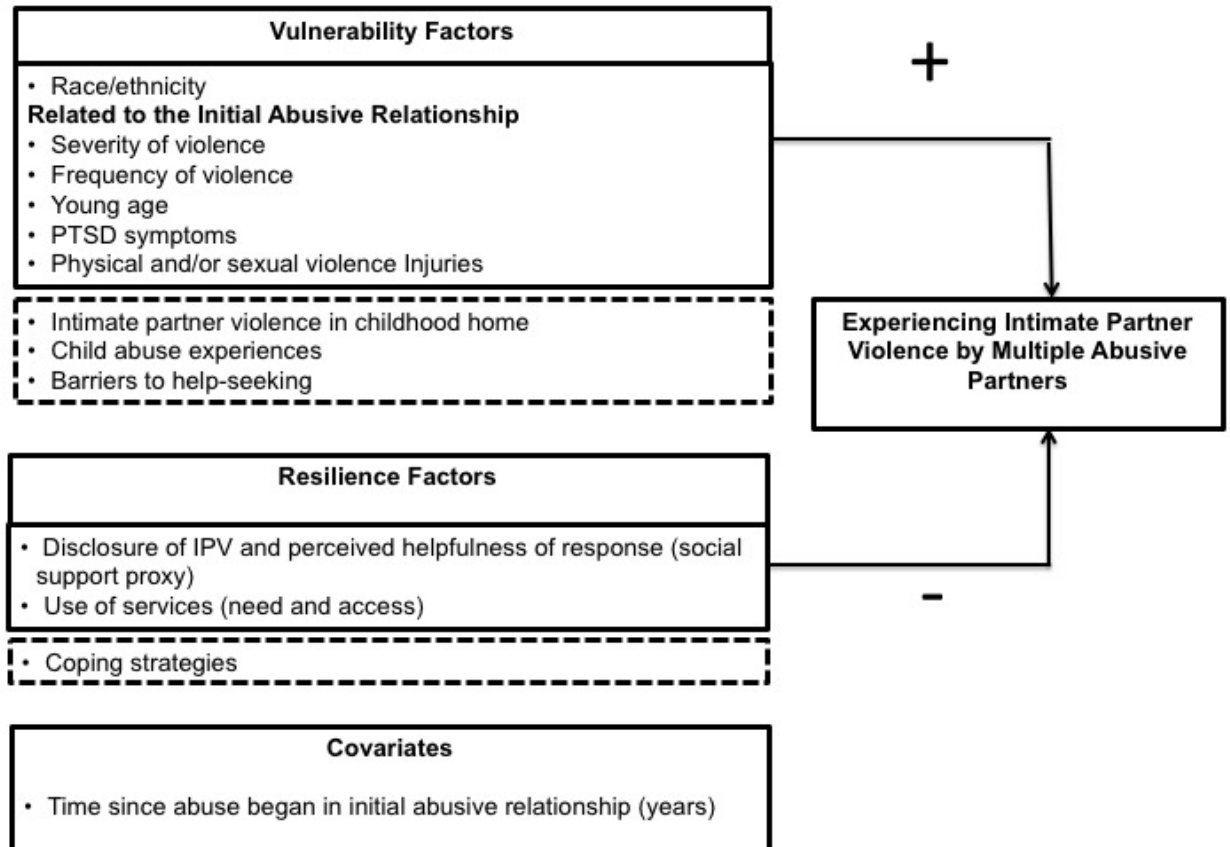 Vulnerability Factors
• Race/ethnicity
Related to the Initial Abusive Relationship
• Severity of violence
• Frequency of violence
• Young age
• PTSD symptoms
• Physical and/or sexual violence Injuries
• Intimate partner violence in childhood home
• Child abuse experiences
• Barriers to help-seeking
+
Experiencing Intimate Partner
Violence by Multiple Abusive
Partners
Resilience Factors
• Disclosure of IPV and perceived helpfulness of response (social
support proxy)
• Use of services (need and access)
• Coping strategies
-
Covariates
• Time since abuse began in initial abusive relationship (years)